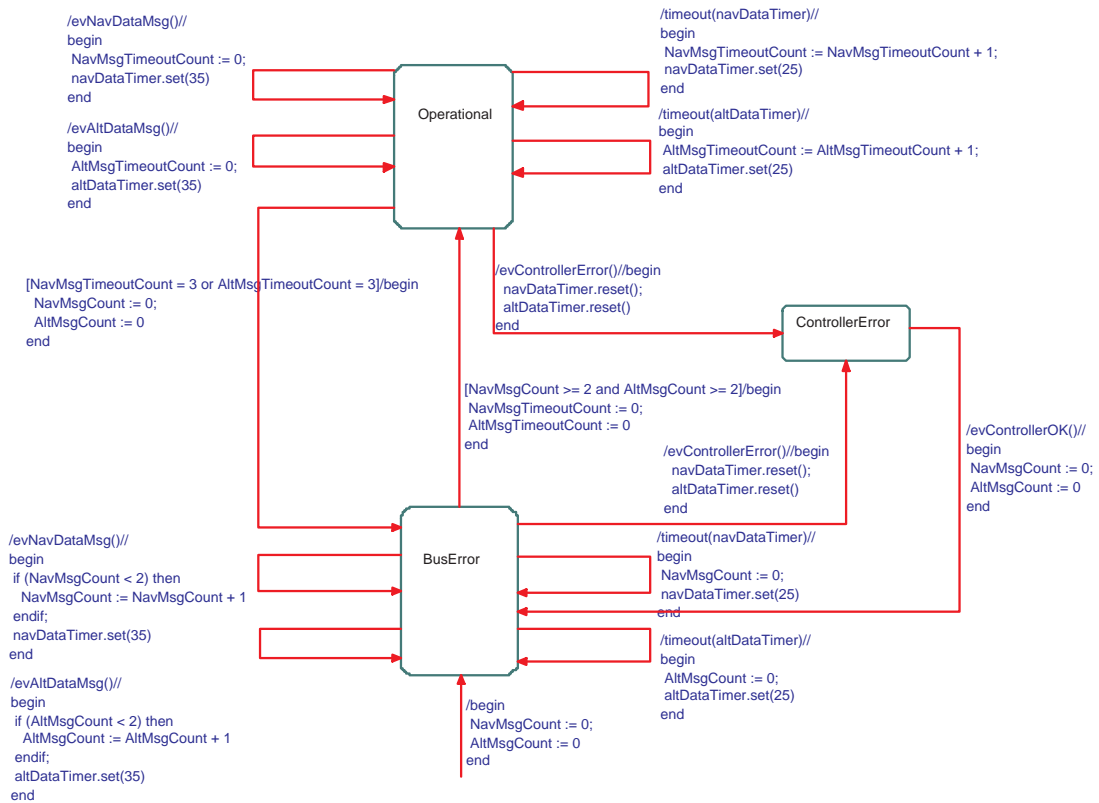 /evNavDataMsg()//
begin
NavMsgTimeoutCount := 0;
navDataTimer.set(35)
end
/evAltDataMsg()//
begin
AltMsgTimeoutCount := 0;
altDataTimer.set(35)
end
Operational
/timeout(navDataTimer)//
begin
NavMsgTimeoutCount := NavMsgTimeoutCount + 1;
navDataTimer.set(25)
end
/timeout(altDataTimer)//
begin
AltMsgTimeoutCount := AltMsgTimeoutCount + 1;
altDataTimer.set(25)
end
[NavMsgTimeoutCount = 3 or AltMsgTimeoutCount = 3]/begin
NavMsgCount := 0;
AltMsgCount := 0
end
/evControllerError()//begin
navDataTimer.reset();
altDataTimer.reset()
end
ControllerError
[NavMsgCount >= 2 and AltMsgCount >= 2]/begin
NavMsgTimeoutCount := 0;
AltMsgTimeoutCount := 0
end
/evControllerError()//begin
navDataTimer.reset();
altDataTimer.reset()
end
/evControllerOK()//
begin
NavMsgCount := 0;
AltMsgCount := 0
end
/evNavDataMsg()//
begin
if (NavMsgCount < 2) then
NavMsgCount := NavMsgCount + 1
endif;
navDataTimer.set(35)
end
BusError
/timeout(navDataTimer)//
begin
NavMsgCount := 0;
navDataTimer.set(25)
end
/timeout(altDataTimer)//
begin
AltMsgCount := 0;
altDataTimer.set(25)
end
/evAltDataMsg()//
begin
if (AltMsgCount < 2) then
AltMsgCount := AltMsgCount + 1
endif;
altDataTimer.set(35)
end
/begin
NavMsgCount := 0;
AltMsgCount := 0
end